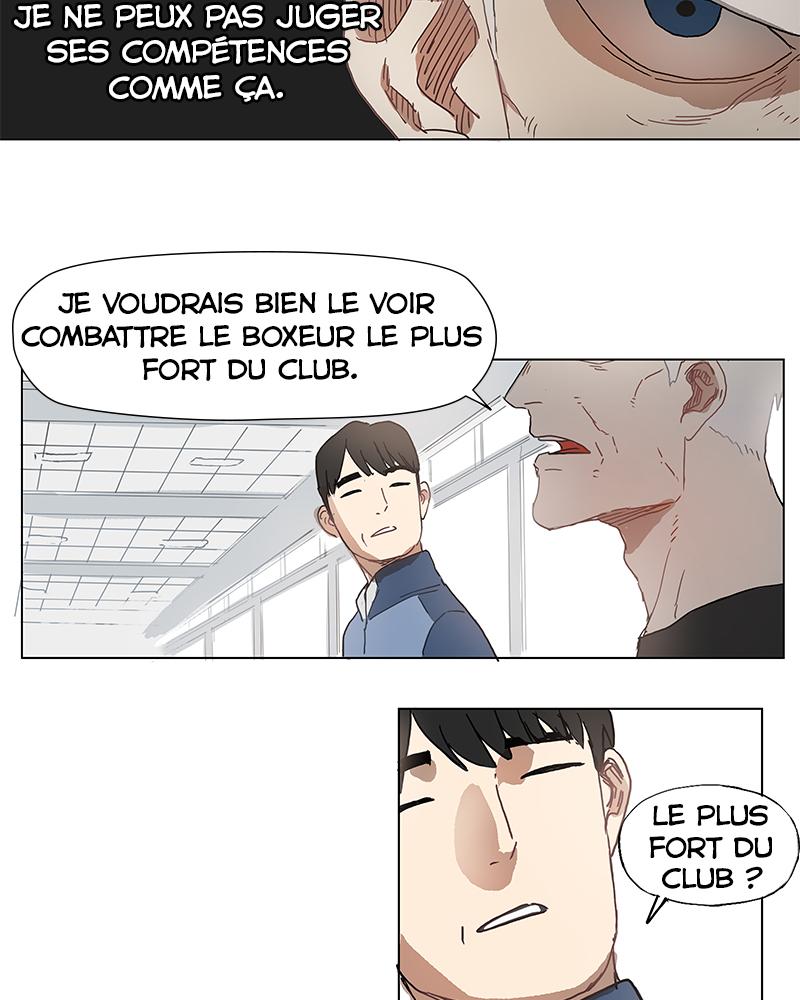 JE NE PEUX PAS JUGER
SES COMPÉTENCES
COMME ÇA.
JE VOUDRAIS BIEN LE VOIR
COMBATTRE LE BOXEUR LE PLUS
FORT DU CLUB.
LE PLUS
FORT DU
CLUB ?